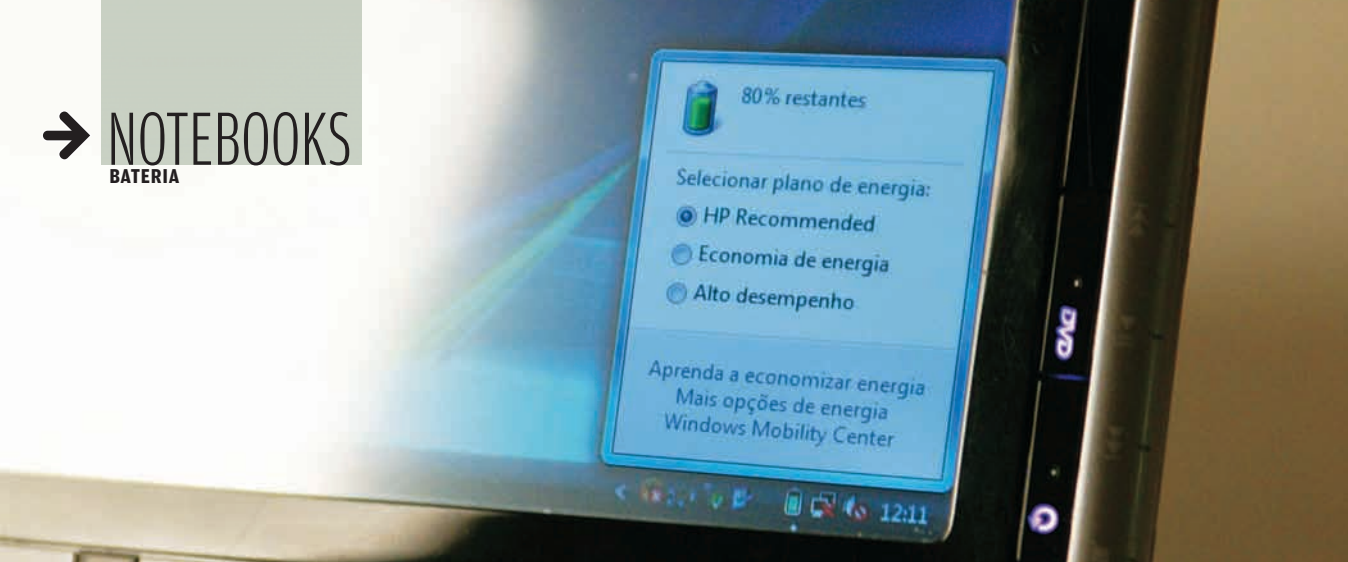 NOTEBOOKS
BATERIA
80% restantes
Selecionar plano de energia:
HP Recommended
Economia de energia
Alto desempenho
Aprenda a economizar energia
Mais opções de energia
Windows Mobility Center
12:11
DVD